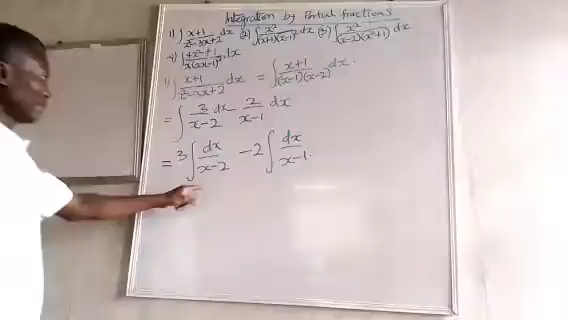 Integration by Partial fractions
1) ∫ x+1/x²-3x+2 dx (2) ∫ x²/(x+1)(x-1)² dx (3) ∫ x²/(x-2)(x²+1) dx
4) ∫ 4x²+1/x(2x-1)² dx
1) ∫ x+1/x²-3x+2 dx = ∫ x+1/(x-1)(x-2) dx.
= ∫ 3/x-2 dx - 2/x-1 dx
= 3∫ dx/x-2 - 2∫ dx/x-1.